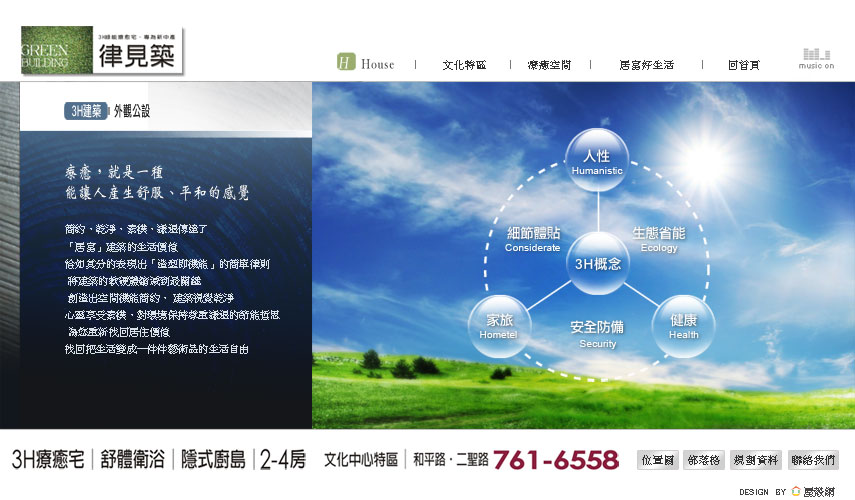 GREEN BUILDING
3H綠能療癒宅‧專為新中產
律見築
H House
文化特區
療癒空間
居富好生活
回首頁
music on
3H建築 外觀公設
療癒，就是一種
能讓人產生舒服、平和的感覺
簡約、乾淨、素樸、謙遜傳達了
「居富」建築的生活價值
恰如其分的表現出「造型即機能」的簡單律則
將建築的軟硬體縮減到最關鍵
創造出空間機能簡約、建築視覺乾淨
心靈享受素樸、對環境保持尊重謙遜的節能哲思
為您重新找回居住價值
找回把生活變成一件件藝術品的生活自由
人性
Humanistic
細節體貼
Considerate
生態省能
Ecology
3H概念
家旅
Hometel
安全防備
Security
健康
Health
3H療癒宅│舒體衛浴│隱式廚島│2-4房
文化中心特區│和平路‧二聖路 761-6558
位置圖
部落格
規劃資料
聯絡我們
DESIGN BY